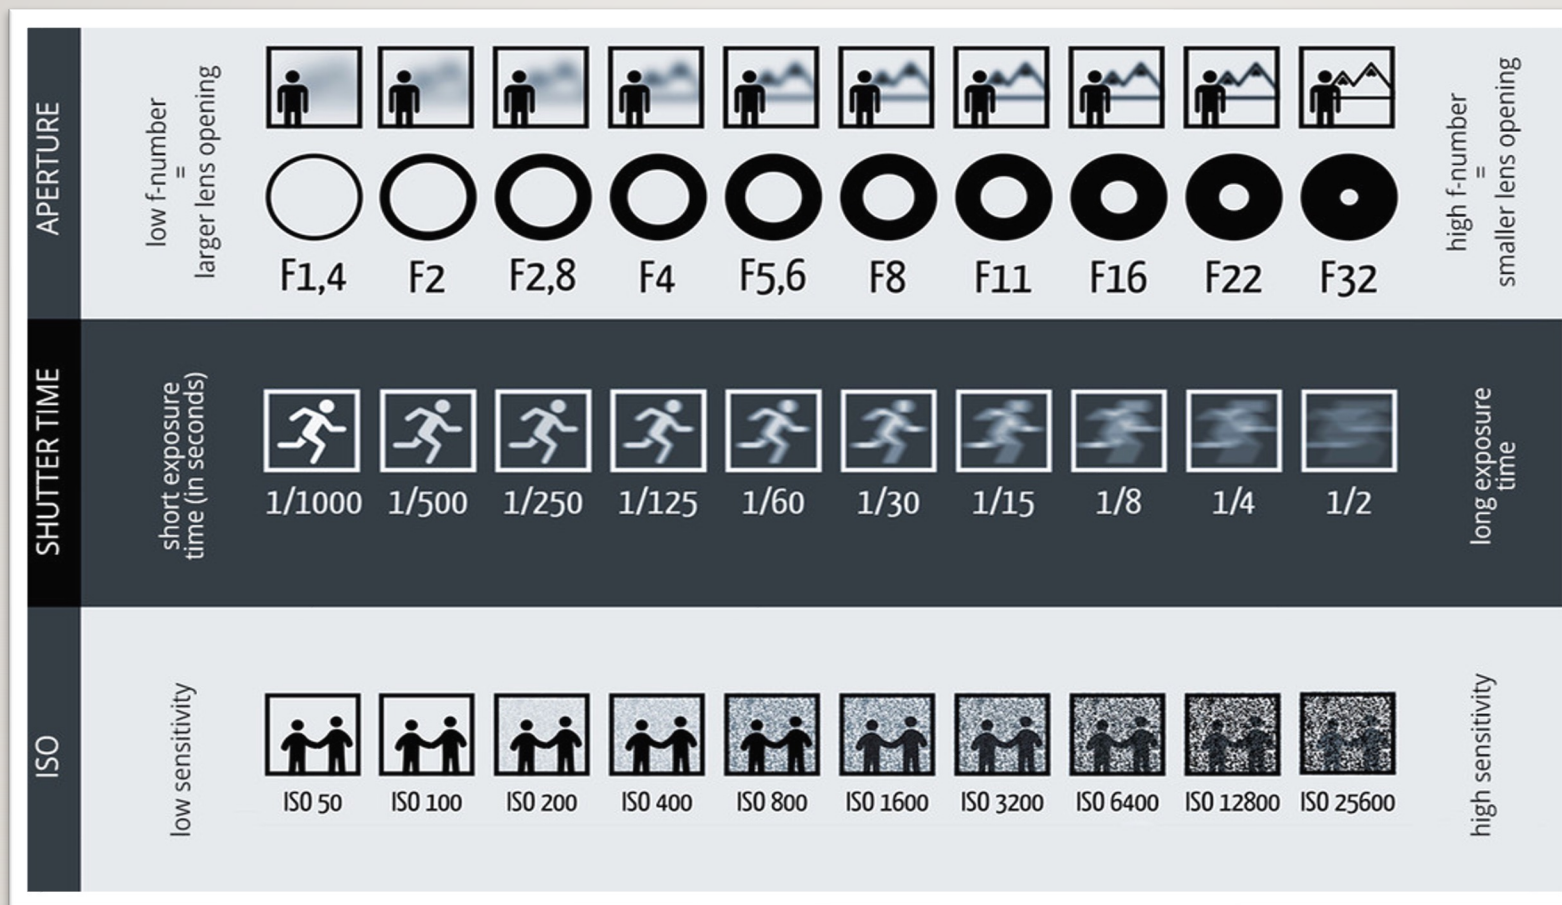 APERTURE
low f-number
=
larger lens opening
F1,4 F2 F2,8 F4 F5,6 F8 F11 F16 F22 F32
high f-number
=
smaller lens opening
SHUTTER TIME
short exposure
time (in seconds)
1/1000 1/500 1/250 1/125 1/60 1/30 1/15 1/8 1/4 1/2
long exposure
time
ISO
low sensitivity
ISO 50 ISO 100 ISO 200 ISO 400 ISO 800 ISO 1600 ISO 3200 ISO 6400 ISO 12800 ISO 25600
high sensitivity